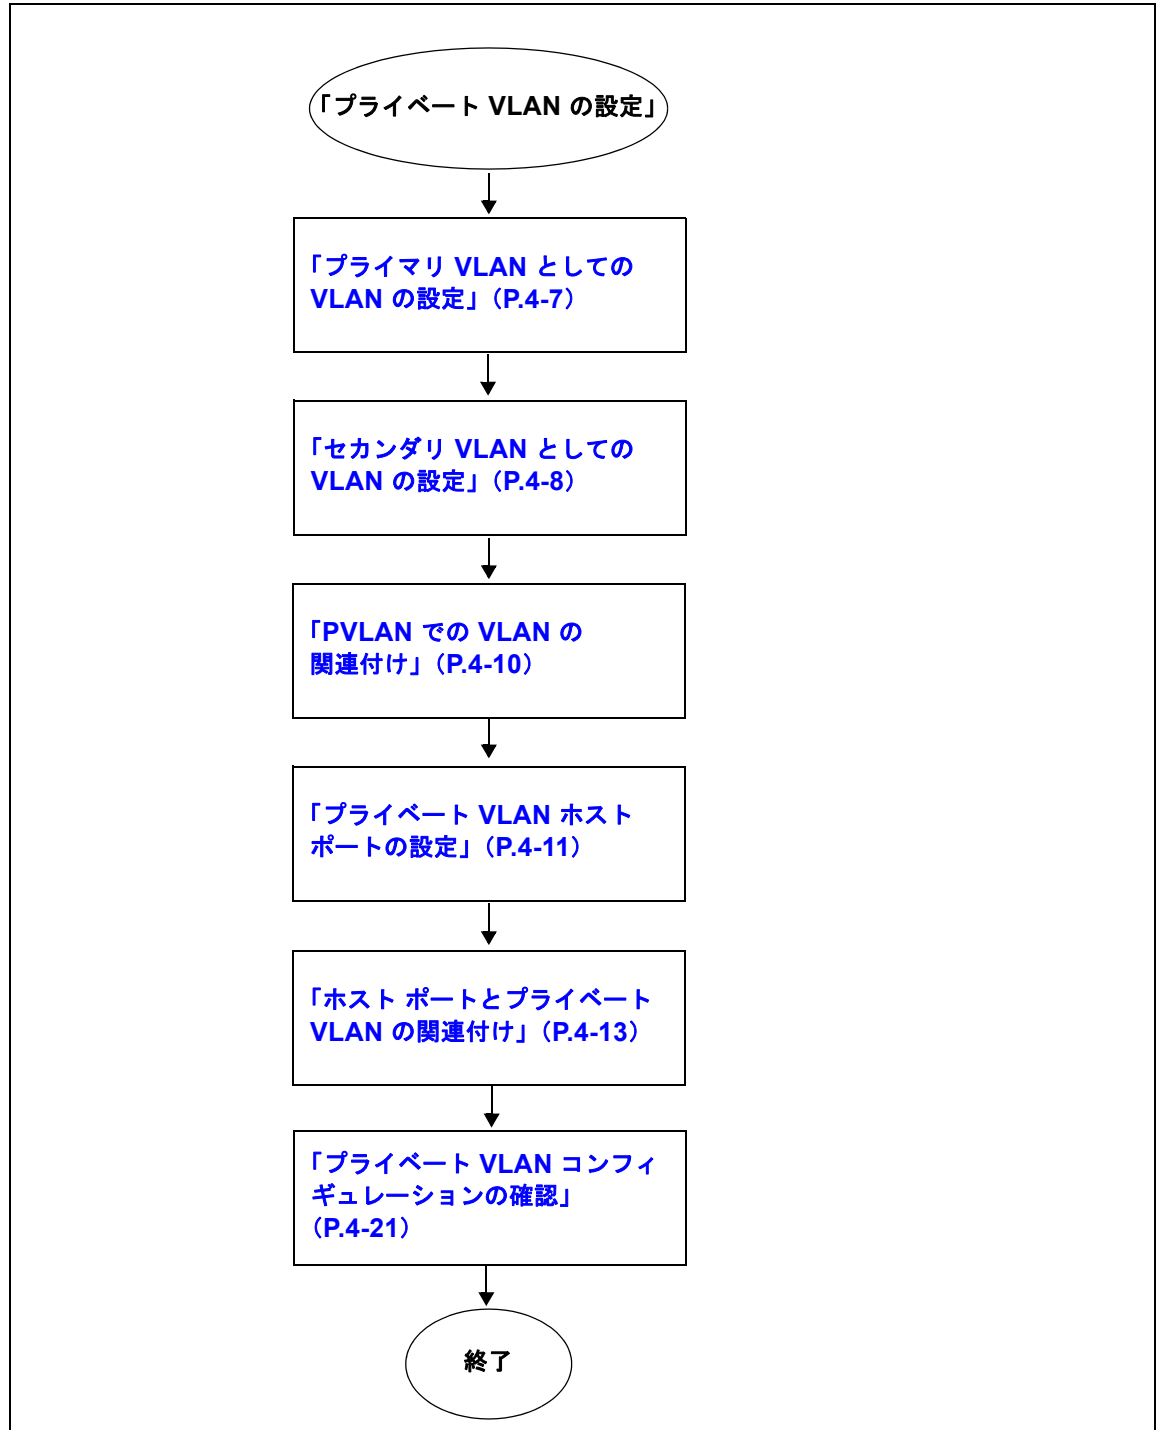 「プライベート VLAN の設定」
「プライマリ VLAN としての
VLAN の設定」（P.4-7）
「セカンダリ VLAN としての
VLAN の設定」（P.4-8）
「PVLAN での VLAN の
関連付け」（P.4-10）
「プライベート VLAN ホスト
ポートの設定」（P.4-11）
「ホスト ポートとプライベート
VLAN の関連付け」（P.4-13）
「プライベート VLAN コンフィ
ギュレーションの確認」
（P.4-21）
終了